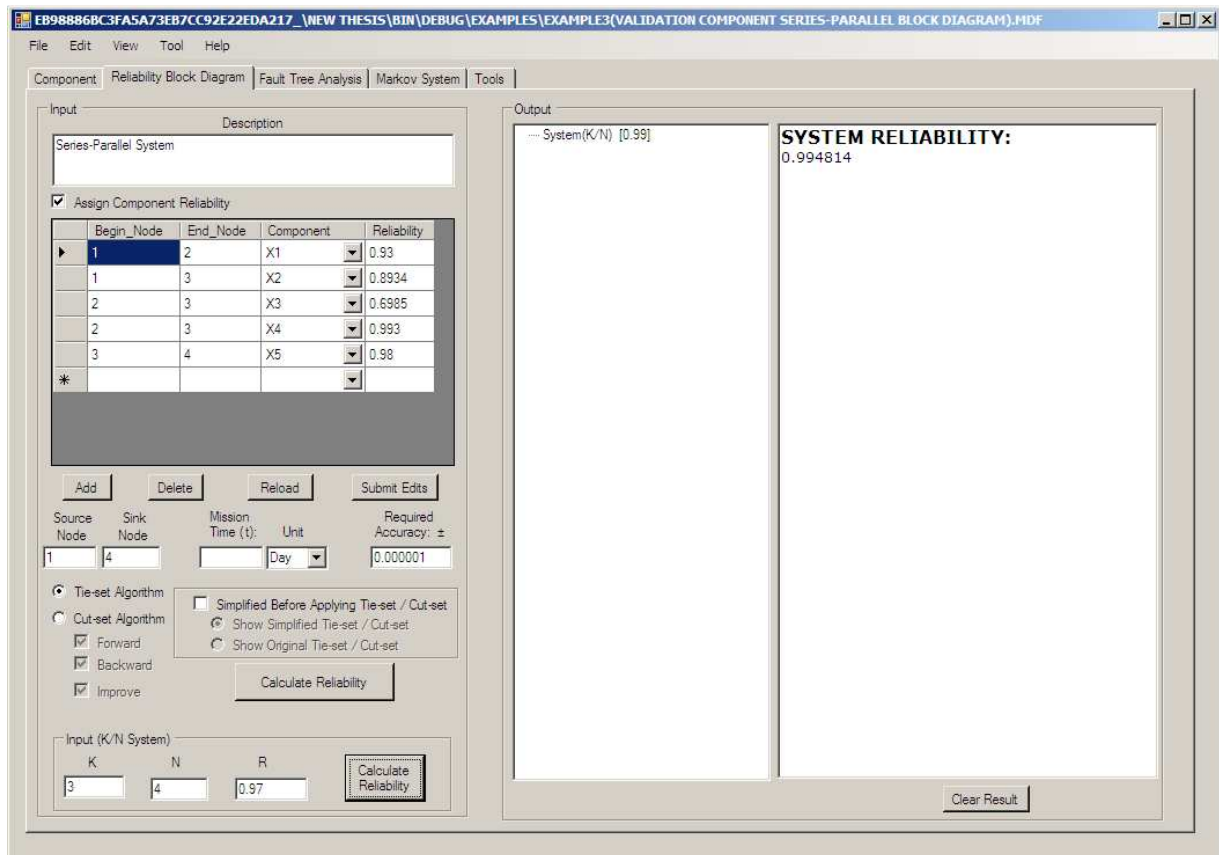 EB98886BC3FA5A73EB7CC92E22EDA217_\NEW THESIS\BIN\DEBUG\EXAMPLES\EXAMPLE3(VALIDATION COMPONENT SERIES-PARALLEL BLOCK DIAGRAM).MDF
File Edit View Tool Help
Component Reliability Block Diagram Fault Tree Analysis Markov System Tools
Input
Description
Series-Parallel System
Assign Component Reliability
Begin_Node End_Node Component Reliability
1 2 X1 0.93
1 3 X2 0.8934
2 3 X3 0.6985
2 3 X4 0.993
3 4 X5 0.98
Add Delete Reload Submit Edits
Source Node Sink Node Mission Time (t): Unit Required Accuracy: ±
1 4 Day 0.000001
Tie-set Algorithm
Cut-set Algorithm
Forward
Backward
Improve
Simplified Before Applying Tie-set / Cut-set
Show Simplified Tie-set / Cut-set
Show Original Tie-set / Cut-set
Calculate Reliability
Input (K/N System)
K N R
3 4 0.97
Calculate
Reliability
Output
System(K/N) [0.99]
SYSTEM RELIABILITY:
0.994814
Clear Result